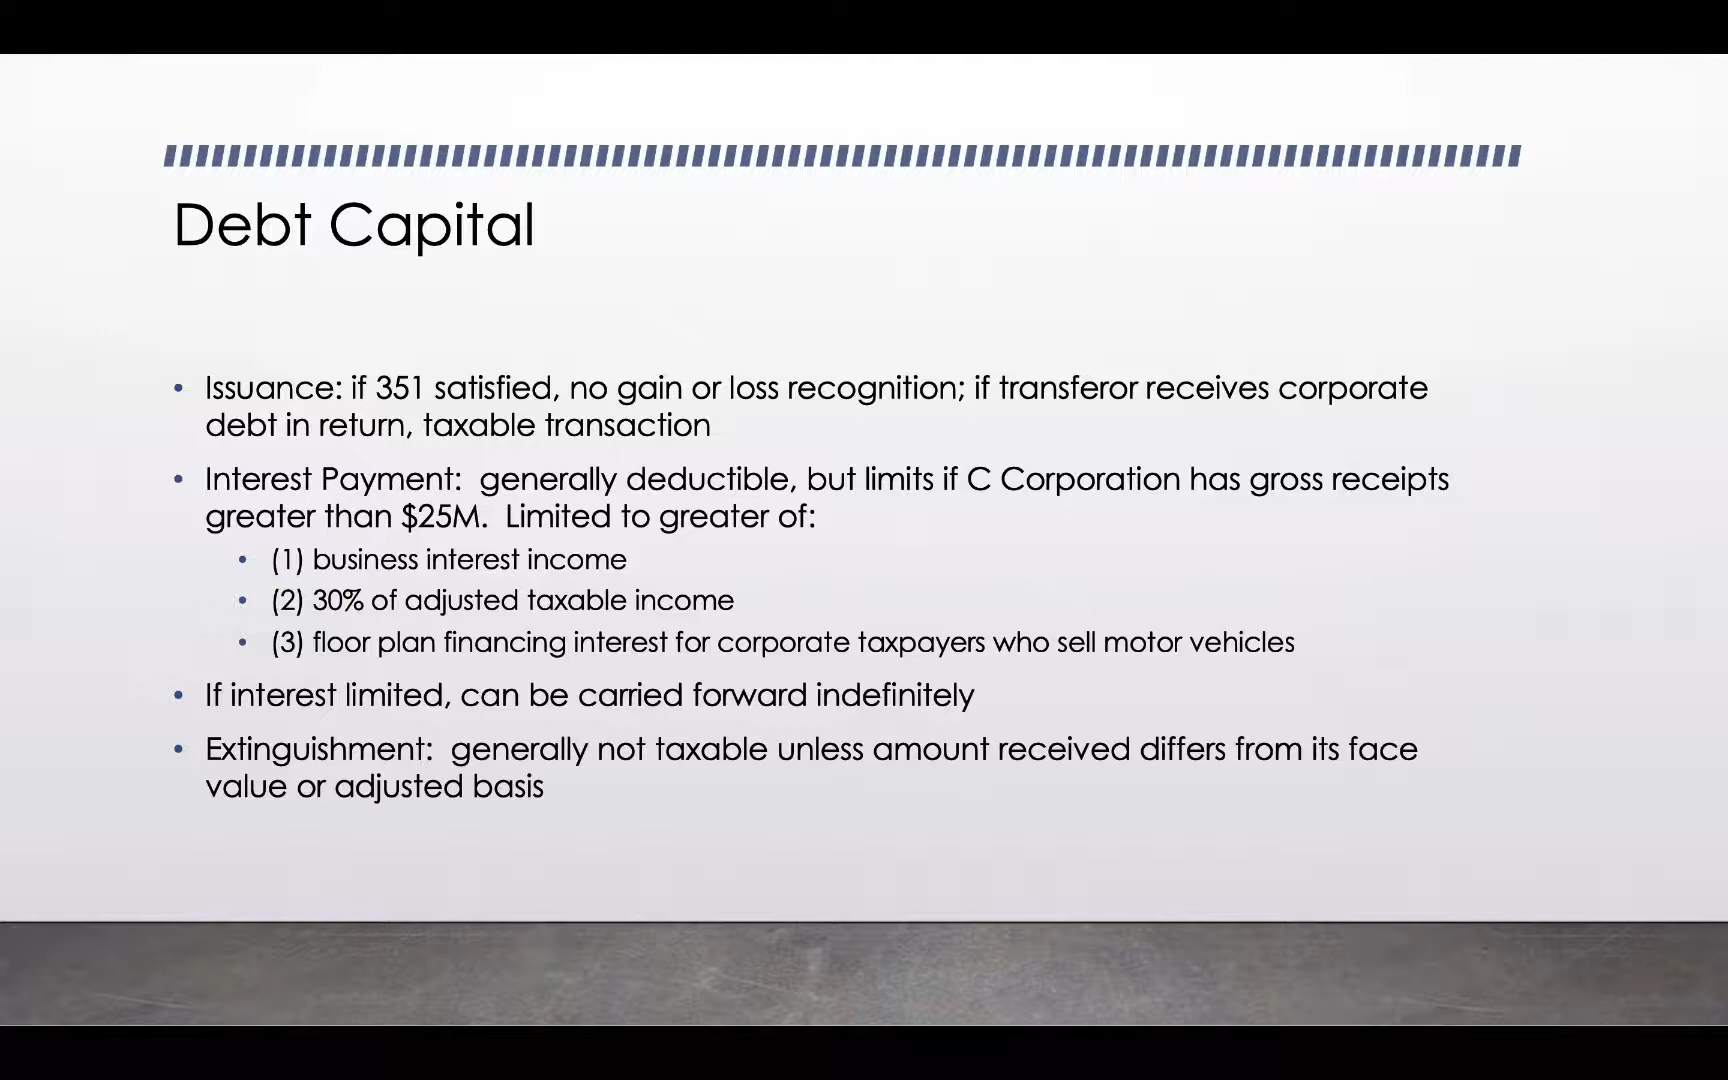 Debt Capital
• Issuance: if 351 satisfied, no gain or loss recognition; if transferor receives corporate
debt in return, taxable transaction
• Interest Payment:  generally deductible, but limits if C Corporation has gross receipts
greater than $25M.  Limited to greater of:
• (1) business interest income
• (2) 30% of adjusted taxable income
• (3) floor plan financing interest for corporate taxpayers who sell motor vehicles
• If interest limited, can be carried forward indefinitely
• Extinguishment:  generally not taxable unless amount received differs from its face
value or adjusted basis